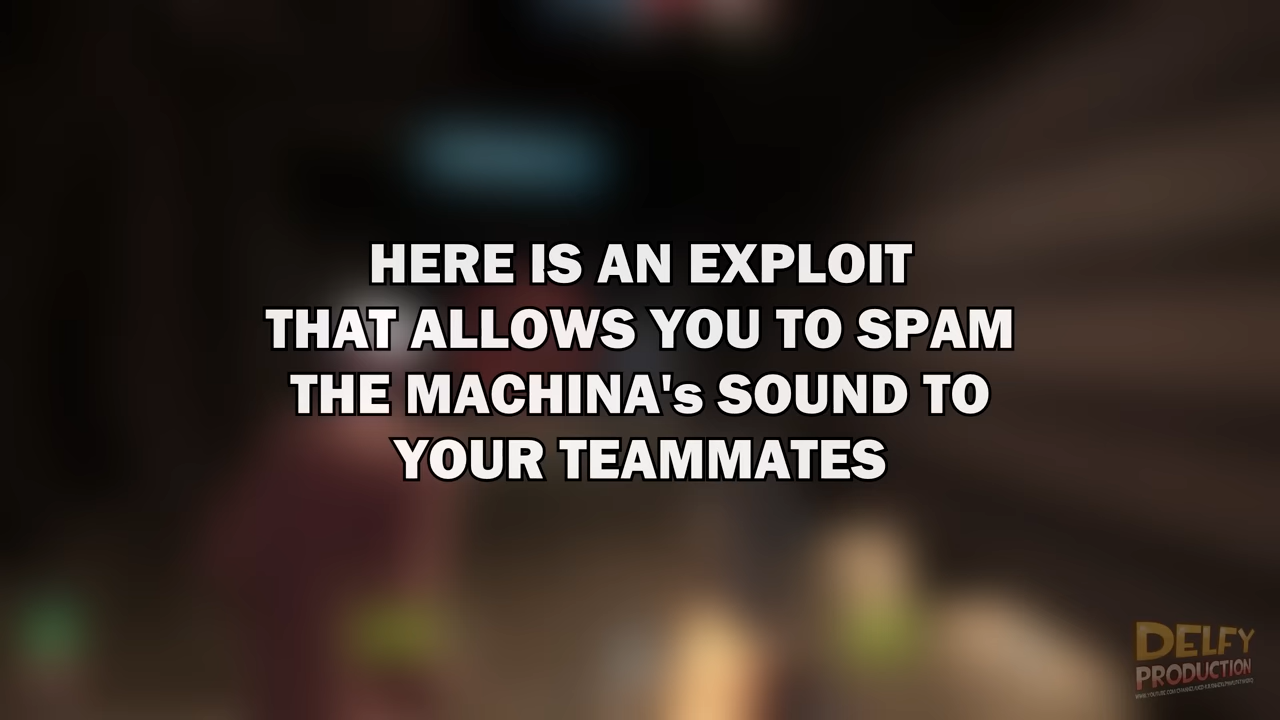 HERE IS AN EXPLOIT
THAT ALLOWS YOU TO SPAM
THE MACHINA's SOUND TO
YOUR TEAMMATES
DELFY
PRODUCTION